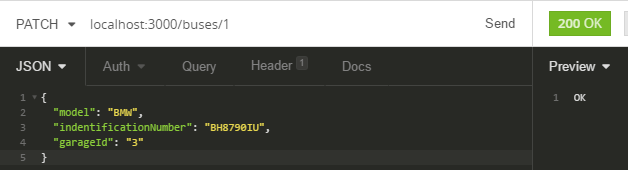 PATCH localhost:3000/buses/1 Send 200 OK
JSON Auth Query Header 1 Docs Preview
1 {
2 "model": "BMW",
3 "indentificationNumber": "BH8790IU",
4 "garageId": "3"
5 }
1 OK